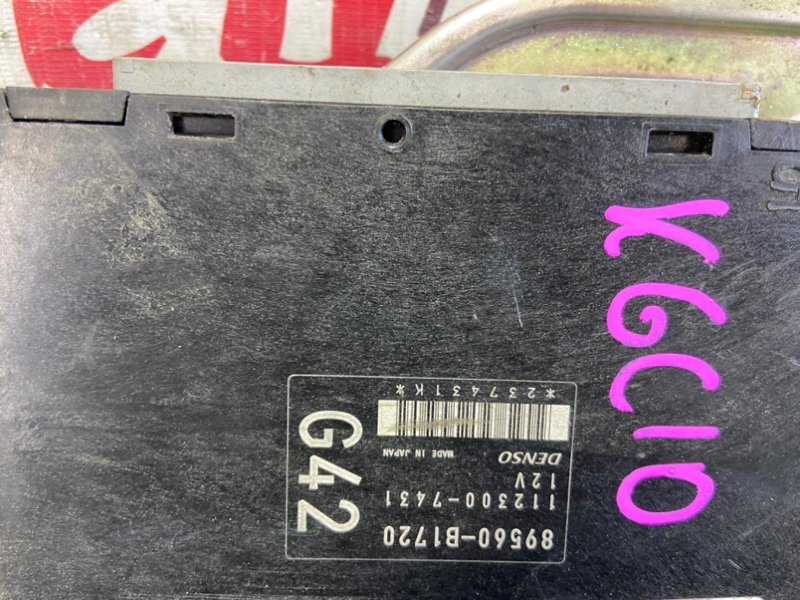 KGC10
89560-B1720
112300-7431
12V
DENSO
MADE IN JAPAN
*237431K*
G42